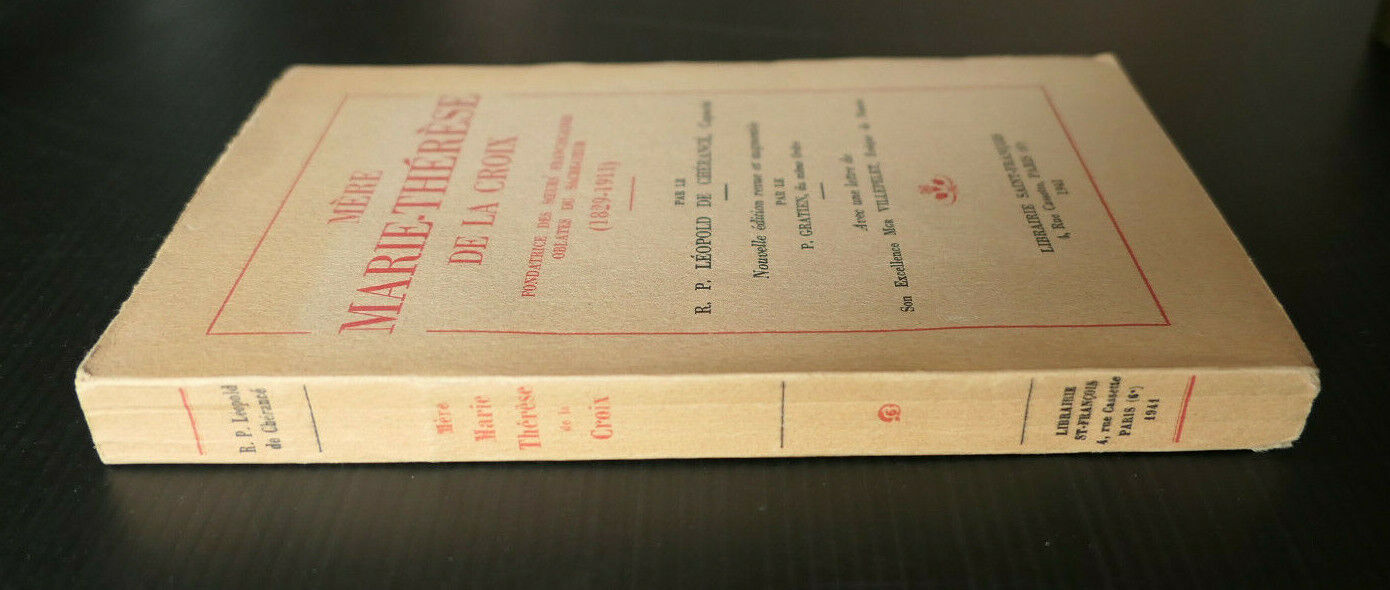 MÈRE
MARIE-THÉRÈSE
DE LA CROIX
FONDATRICE DES SŒURS FRANCISCAINES
OBLATES DU SACRÉ-CŒUR
(1829-1911)
PAR LE
R. P. LÉOPOLD DE CHÉRANCÉ, Capucin
Nouvelle édition revue et augmentée
PAR LE
P. GRATIEN, du même Ordre
Avec une lettre de
Son Excellence Mgr VILLEPELET, Évêque de Nantes
LIBRAIRIE SAINT-FRANÇOIS
4, Rue Cassette, PARIS (6e)
1941
R. P. Léopold
de Chérancé
Mère
Marie
Thérèse
de la
Croix
LIBRAIRIE
ST-FRANÇOIS
4, rue Cassette
PARIS (6e)
1941